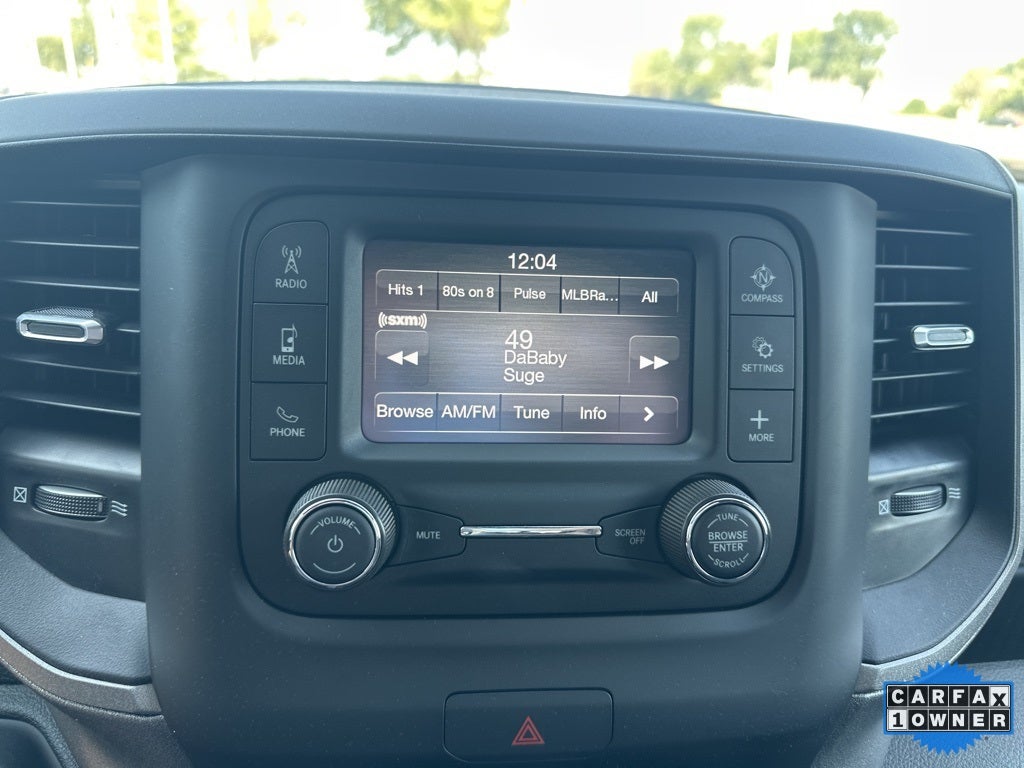 12:04
Hits 1 80s on 8 Pulse MLBRa... All
((sxm))
49
DaBaby
Suge
Browse AM/FM Tune Info >
RADIO
MEDIA
PHONE
N
COMPASS
SETTINGS
+
MORE
VOLUME
MUTE
SCREEN
OFF
TUNE
BROWSE
ENTER
SCROLL
CARFAX
1 OWNER